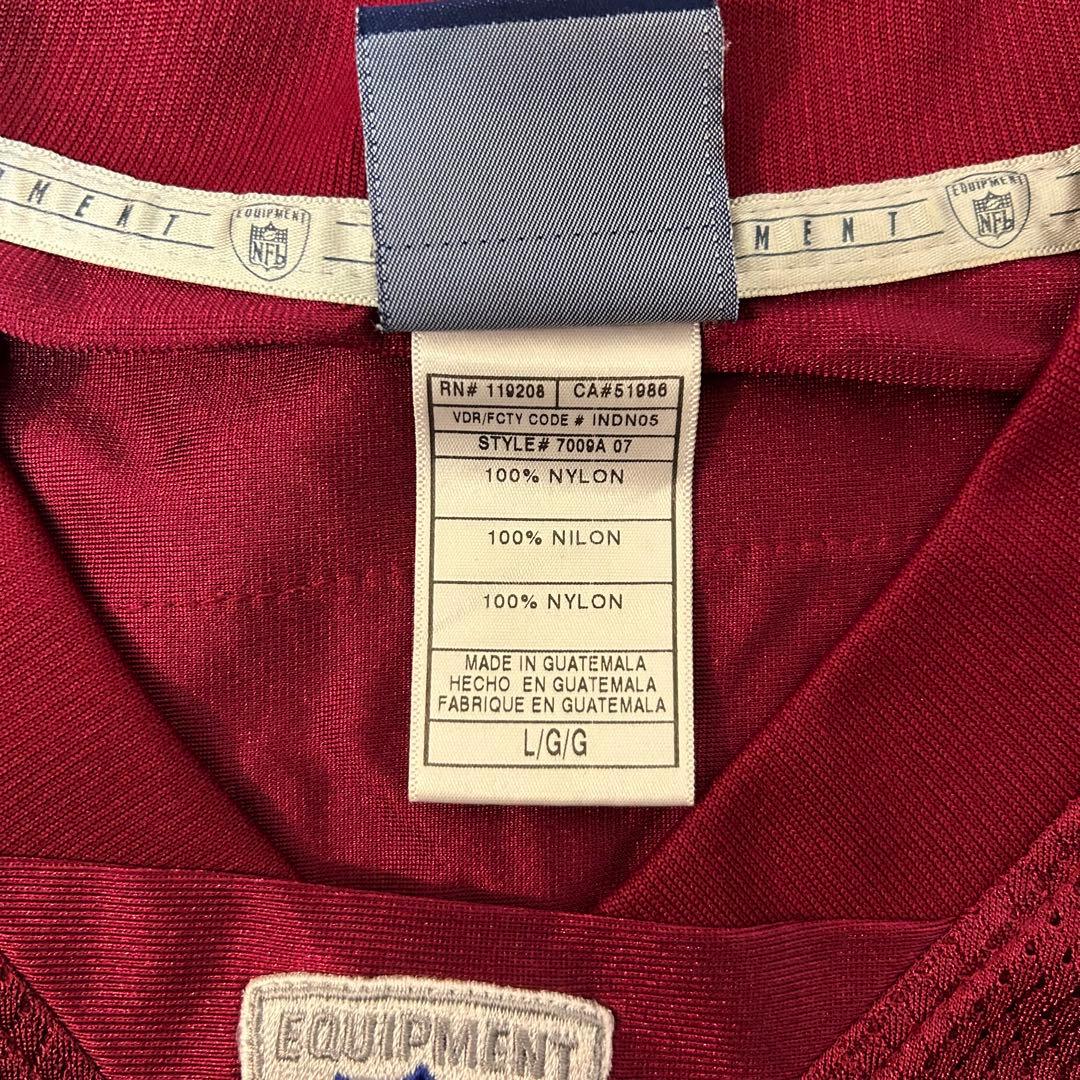 MENT
EQUIPMENT
NFL
MENT
EQUIPMENT
NFL
RN# 119208 CA#51986
VDR/FCTY CODE # INDN05
STYLE# 7009A 07
100% NYLON
100% NILON
100% NYLON
MADE IN GUATEMALA
HECHO EN GUATEMALA
FABRIQUE EN GUATEMALA
L/G/G
EQUIPMENT